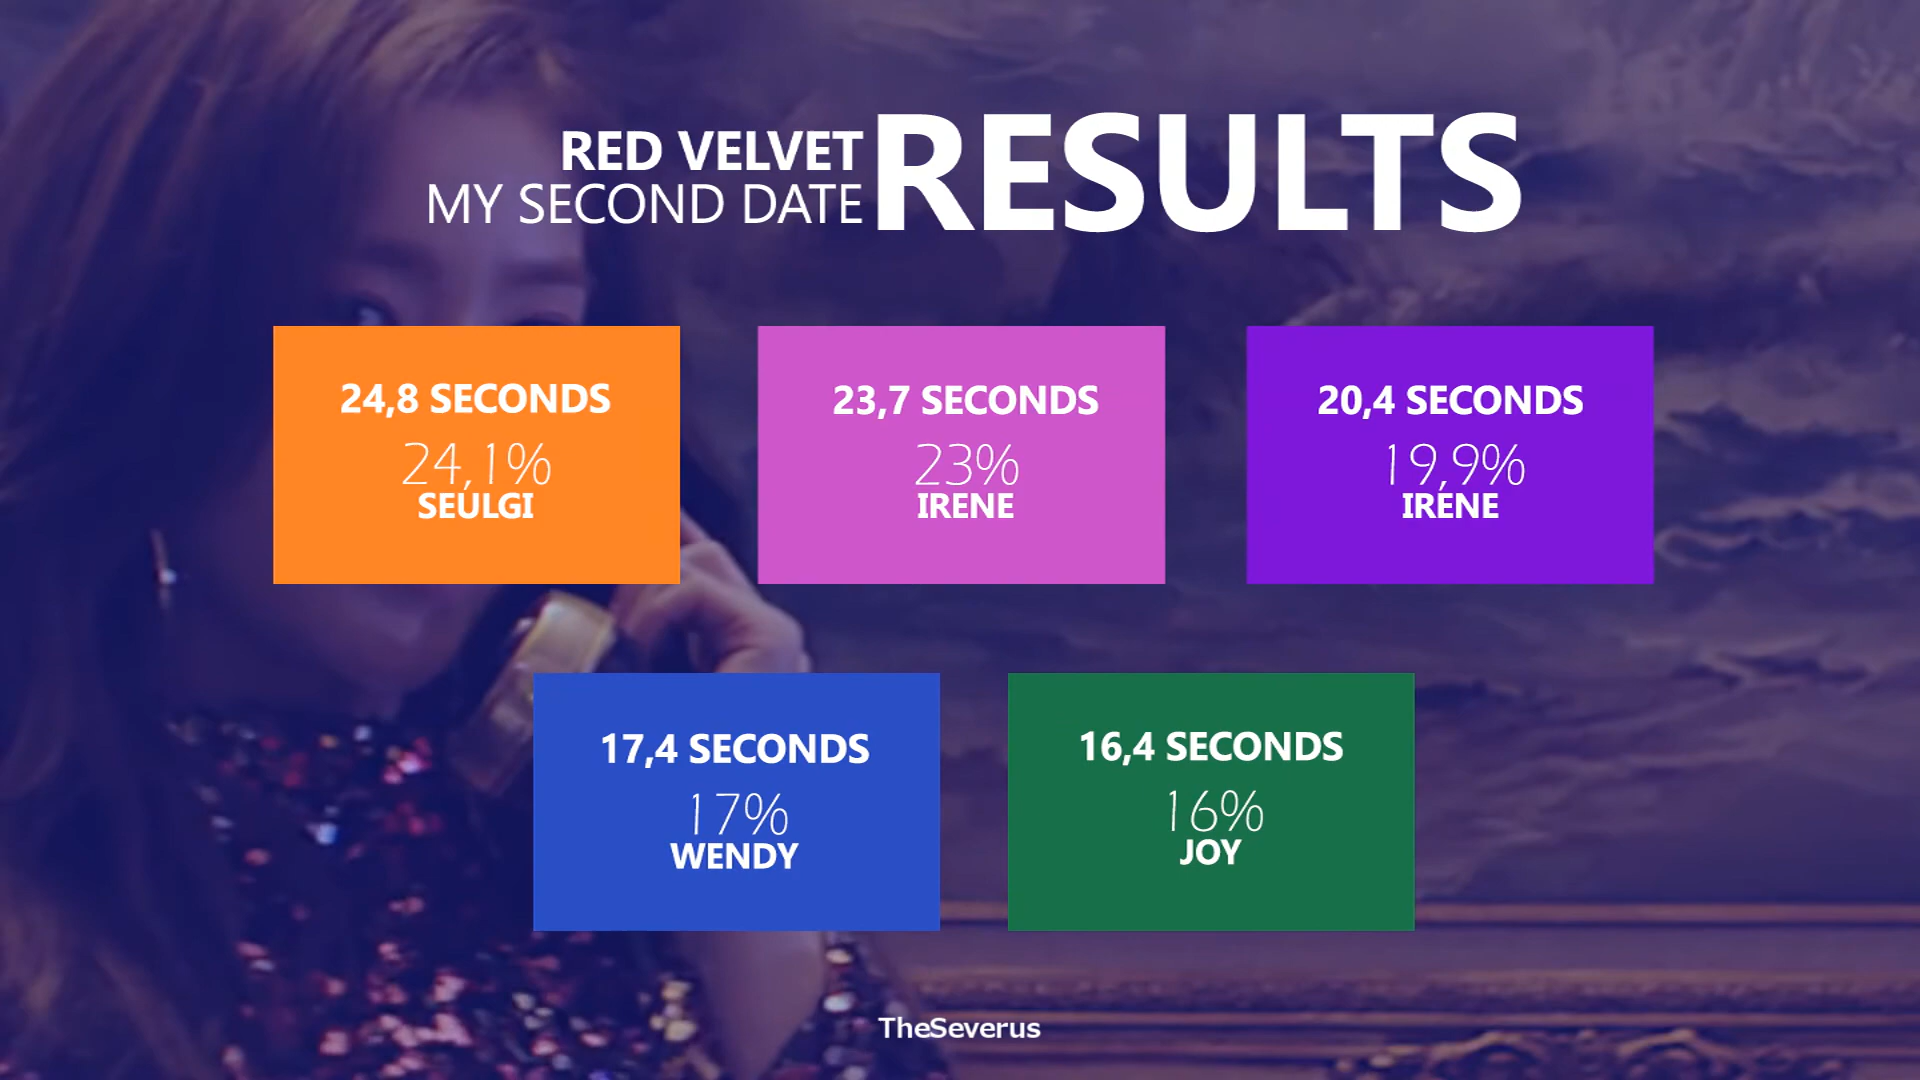 RED VELVET
MY SECOND DATE
RESULTS
24,8 SECONDS
24,1%
SEULGI
23,7 SECONDS
23%
IRENE
20,4 SECONDS
19,9%
IRENE
17,4 SECONDS
17%
WENDY
16,4 SECONDS
16%
JOY
TheSeverus